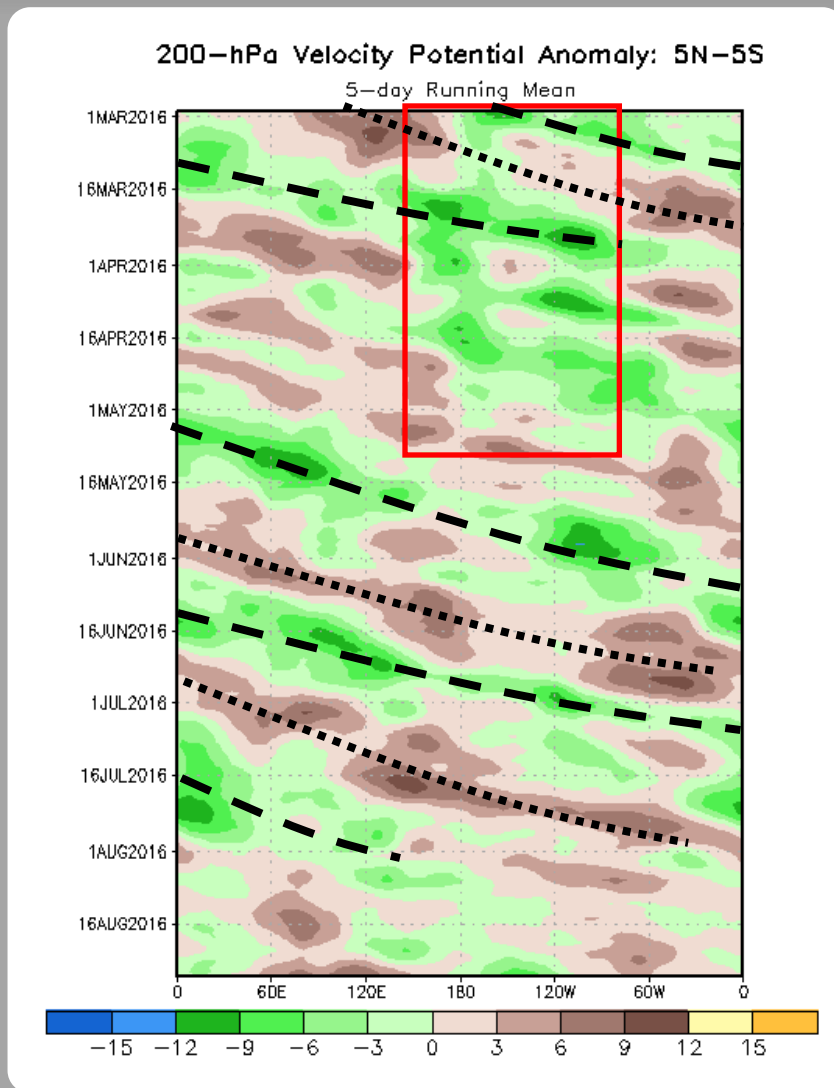 200-hPa Velocity Potential Anomaly: 5N-5S
5-day Running Mean
1MAR2016
16MAR2016
1APR2016
16APR2016
1MAY2016
16MAY2016
1JUN2016
16JUN2016
1JUL2016
16JUL2016
1AUG2016
16AUG2016
0 60E 120E 180 120W 60W 0
-15 -12 -9 -6 -3 0 3 6 9 12 15